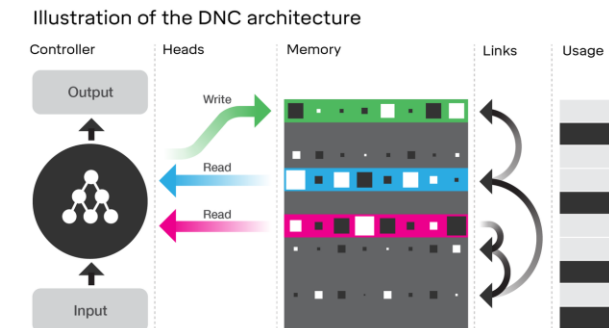 Illustration of the DNC architecture
Controller
Heads
Memory
Links
Usage
Output
Write
Read
Read
Input